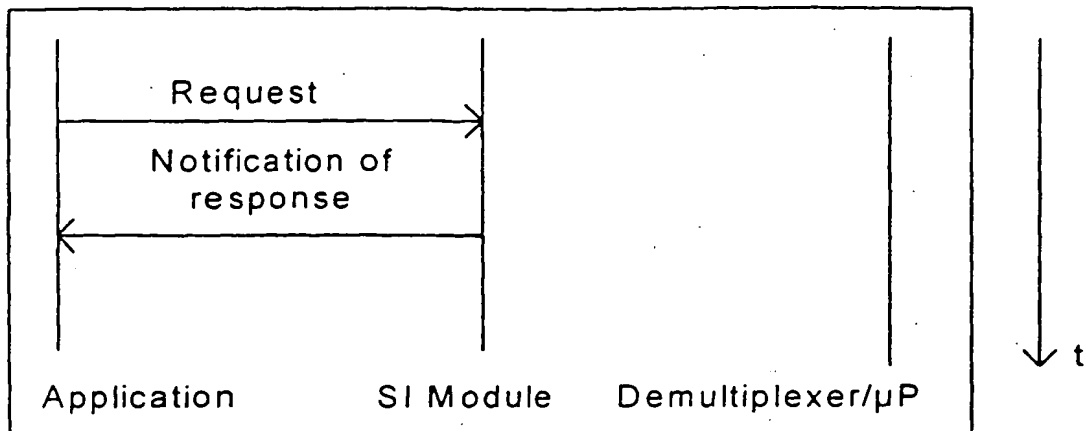 Request
Notification of
response
t
Application SI Module Demultiplexer/µP